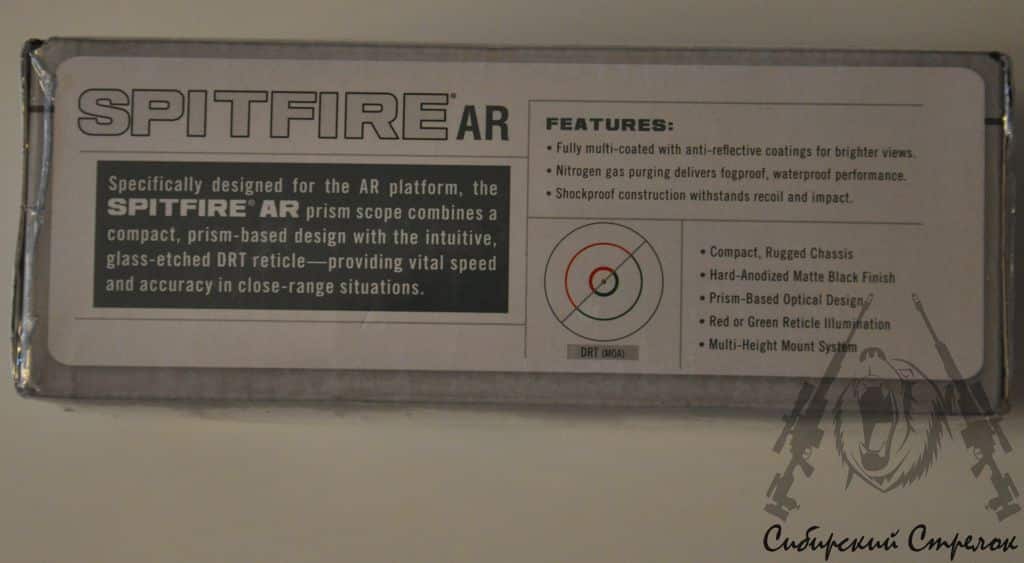 SPITFIRE® AR
Specifically designed for the AR platform, the
SPITFIRE® AR prism scope combines a
compact, prism-based design with the intuitive,
glass-etched DRT reticle—providing vital speed
and accuracy in close-range situations.
FEATURES:
• Fully multi-coated with anti-reflective coatings for brighter views.
• Nitrogen gas purging delivers fogproof, waterproof performance.
• Shockproof construction withstands recoil and impact.
DRT (MOA)
• Compact, Rugged Chassis
• Hard-Anodized Matte Black Finish
• Prism-Based Optical Design
• Red or Green Reticle Illumination
• Multi-Height Mount System
Сибирский Стрелок